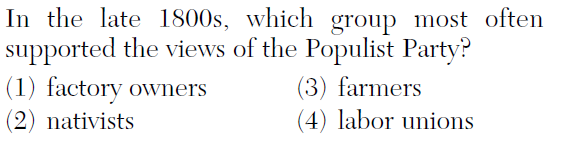 In the late 1800s, which group most often
supported the views of the Populist Party?
(1) factory owners (3) farmers
(2) nativists (4) labor unions